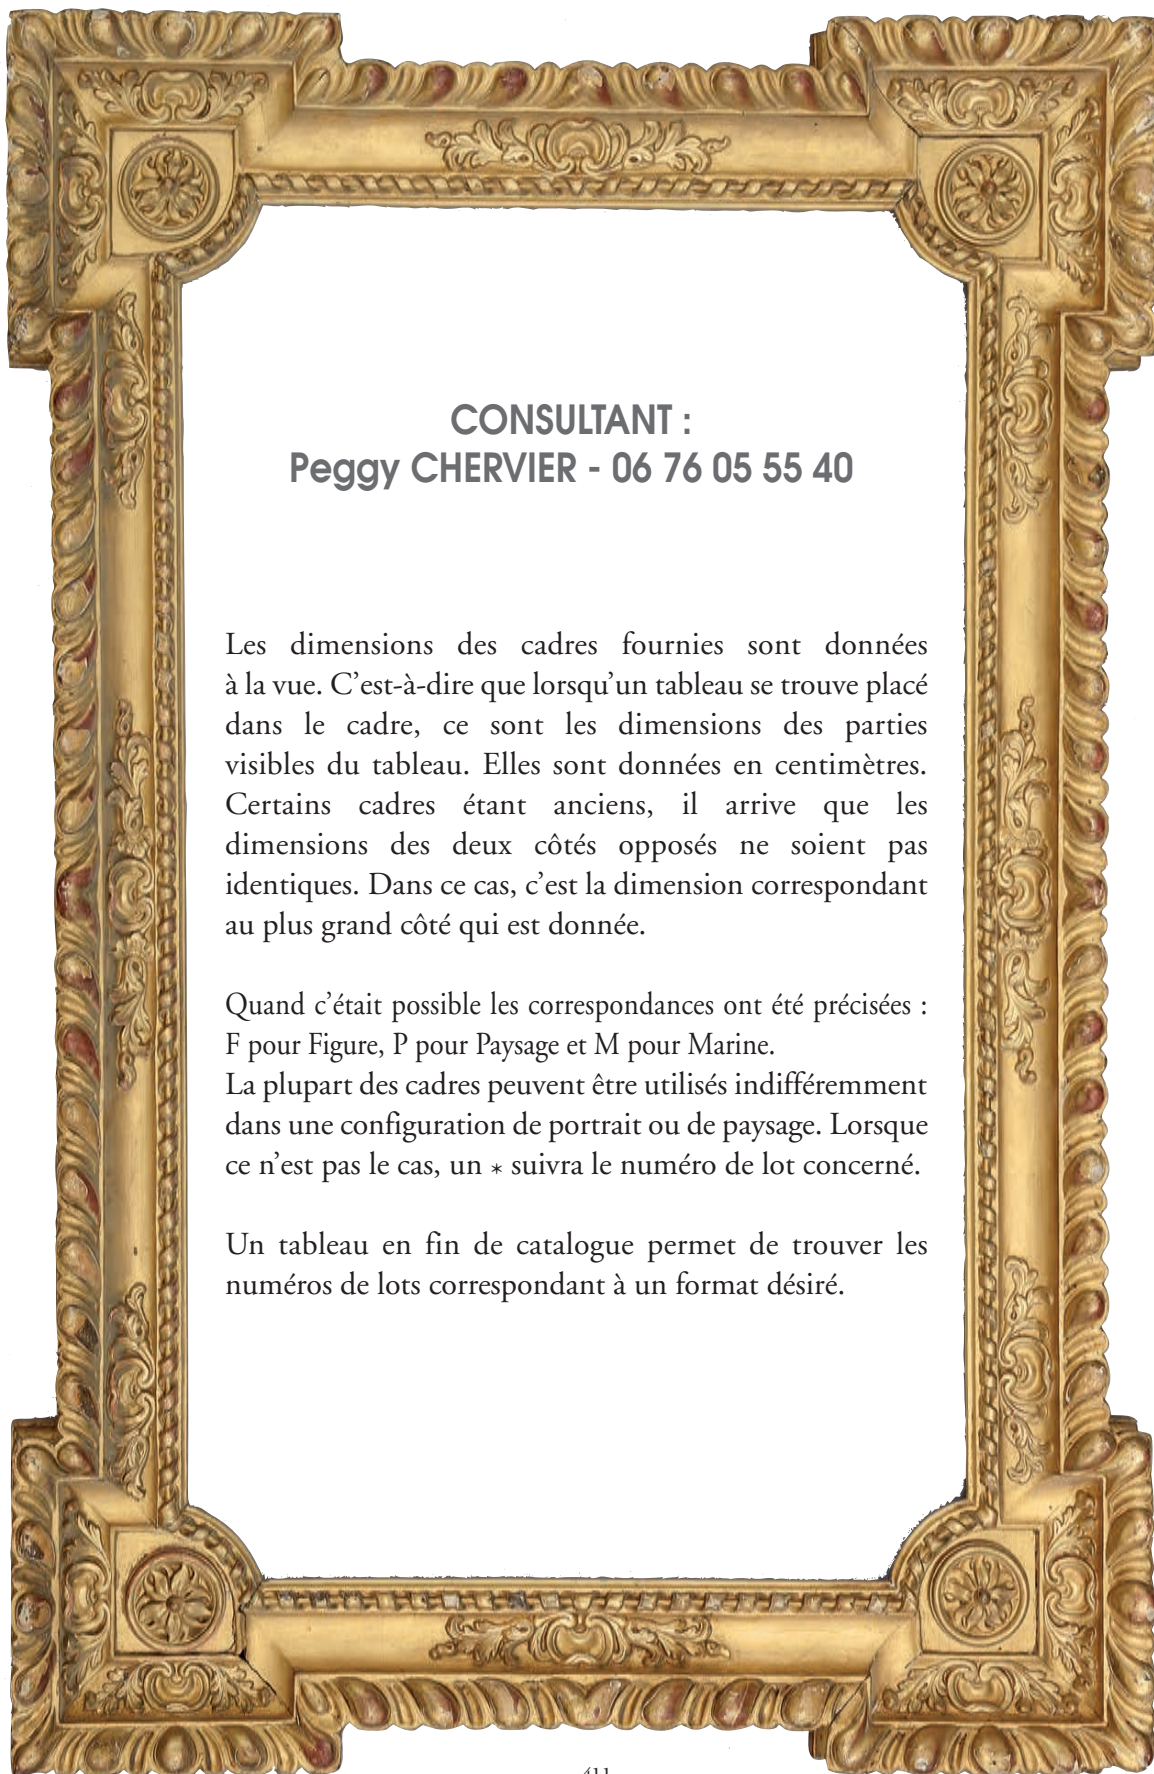 CONSULTANT :
Peggy CHERVIER - 06 76 05 55 40
Les dimensions des cadres fournies sont données
à la vue. C’est-à-dire que lorsqu’un tableau se trouve placé
dans le cadre, ce sont les dimensions des parties
visibles du tableau. Elles sont données en centimètres.
Certains cadres étant anciens, il arrive que les
dimensions des deux côtés opposés ne soient pas
identiques. Dans ce cas, c’est la dimension correspondant
au plus grand côté qui est donnée.
Quand c’était possible les correspondances ont été précisées :
F pour Figure, P pour Paysage et M pour Marine.
La plupart des cadres peuvent être utilisés indifféremment
dans une configuration de portrait ou de paysage. Lorsque
ce n’est pas le cas, un * suivra le numéro de lot concerné.
Un tableau en fin de catalogue permet de trouver les
numéros de lots correspondant à un format désiré.